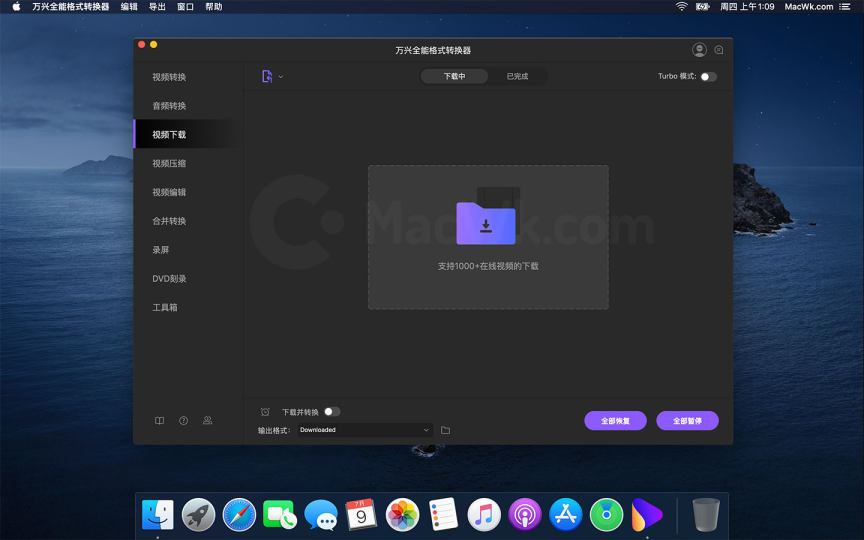 万兴全能格式转换器 编辑 导出 窗口 帮助 周四 上午1:09 MacWk.com
万兴全能格式转换器
视频转换
音频转换
视频下载
视频压缩
视频编辑
合并转换
录屏
DVD刻录
工具箱
下载中 已完成 Turbo 模式:
MacWk.com
支持1000+在线视频的下载
下载并转换
输出格式: Downloaded
全部恢复 全部暂停
7月
9